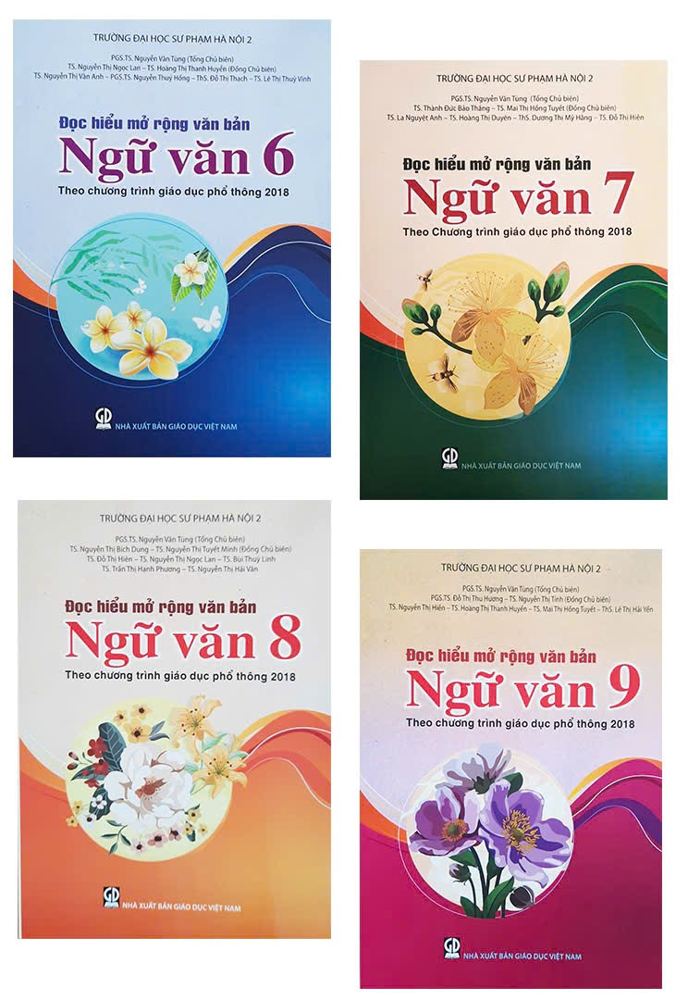 TRƯỜNG ĐẠI HỌC SƯ PHẠM HÀ NỘI 2
PGS.TS. Nguyễn Văn Tùng (Tổng Chủ biên)
TS. Nguyễn Thị Ngọc Lan – TS. Hoàng Thị Thanh Huyền (Đồng Chủ biên)
TS. Nguyễn Thị Vân Anh – PGS.TS. Nguyễn Thuý Hồng – ThS. Đỗ Thị Thạch – TS. Lê Thị Thuỳ Vinh
Đọc hiểu mở rộng văn bản
Ngữ văn 6
Theo chương trình giáo dục phổ thông 2018
GD
NHÀ XUẤT BẢN GIÁO DỤC VIỆT NAM
TRƯỜNG ĐẠI HỌC SƯ PHẠM HÀ NỘI 2
PGS.TS. Nguyễn Văn Tùng (Tổng Chủ biên)
TS. Thành Đức Bảo Thắng – TS. Mai Thị Hồng Tuyết (Đồng Chủ biên)
TS. La Nguyệt Anh – TS. Hoàng Thị Duyên – ThS. Dương Thị Mỹ Hằng – TS. Đỗ Thị Hiên
Đọc hiểu mở rộng văn bản
Ngữ văn 7
Theo Chương trình giáo dục phổ thông 2018
GD
NHÀ XUẤT BẢN GIÁO DỤC VIỆT NAM
TRƯỜNG ĐẠI HỌC SƯ PHẠM HÀ NỘI 2
PGS.TS. Nguyễn Văn Tùng (Tổng Chủ biên)
TS. Nguyễn Thị Bích Dung – TS. Nguyễn Thị Tuyết Minh (Đồng Chủ biên)
TS. Đỗ Thị Hiên – TS. Nguyễn Thị Ngọc Lan – TS. Bùi Thuỳ Linh
TS. Trần Thị Hạnh Phương – TS. Nguyễn Thị Hải Vân
Đọc hiểu mở rộng văn bản
Ngữ văn 8
Theo chương trình giáo dục phổ thông 2018
GD
NHÀ XUẤT BẢN GIÁO DỤC VIỆT NAM
TRƯỜNG ĐẠI HỌC SƯ PHẠM HÀ NỘI 2
PGS.TS. Nguyễn Văn Tùng (Tổng Chủ biên)
PGS.TS. Đỗ Thị Thu Hương – TS. Nguyễn Thị Tính (Đồng Chủ biên)
TS. Nguyễn Thị Hiền – TS. Hoàng Thị Thanh Huyền – TS. Mai Thị Hồng Tuyết – ThS. Lê Thị Hải Yến
Đọc hiểu mở rộng văn bản
Ngữ văn 9
Theo chương trình giáo dục phổ thông 2018
GD
NHÀ XUẤT BẢN GIÁO DỤC VIỆT NAM